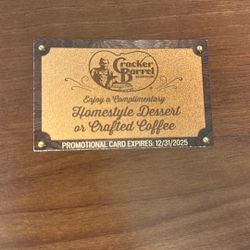 Cracker
Barrel
Enjoy a Complimentary
Homestyle Dessert
or Crafted Coffee
PROMOTIONAL CARD EXPIRES: 12/31/2025